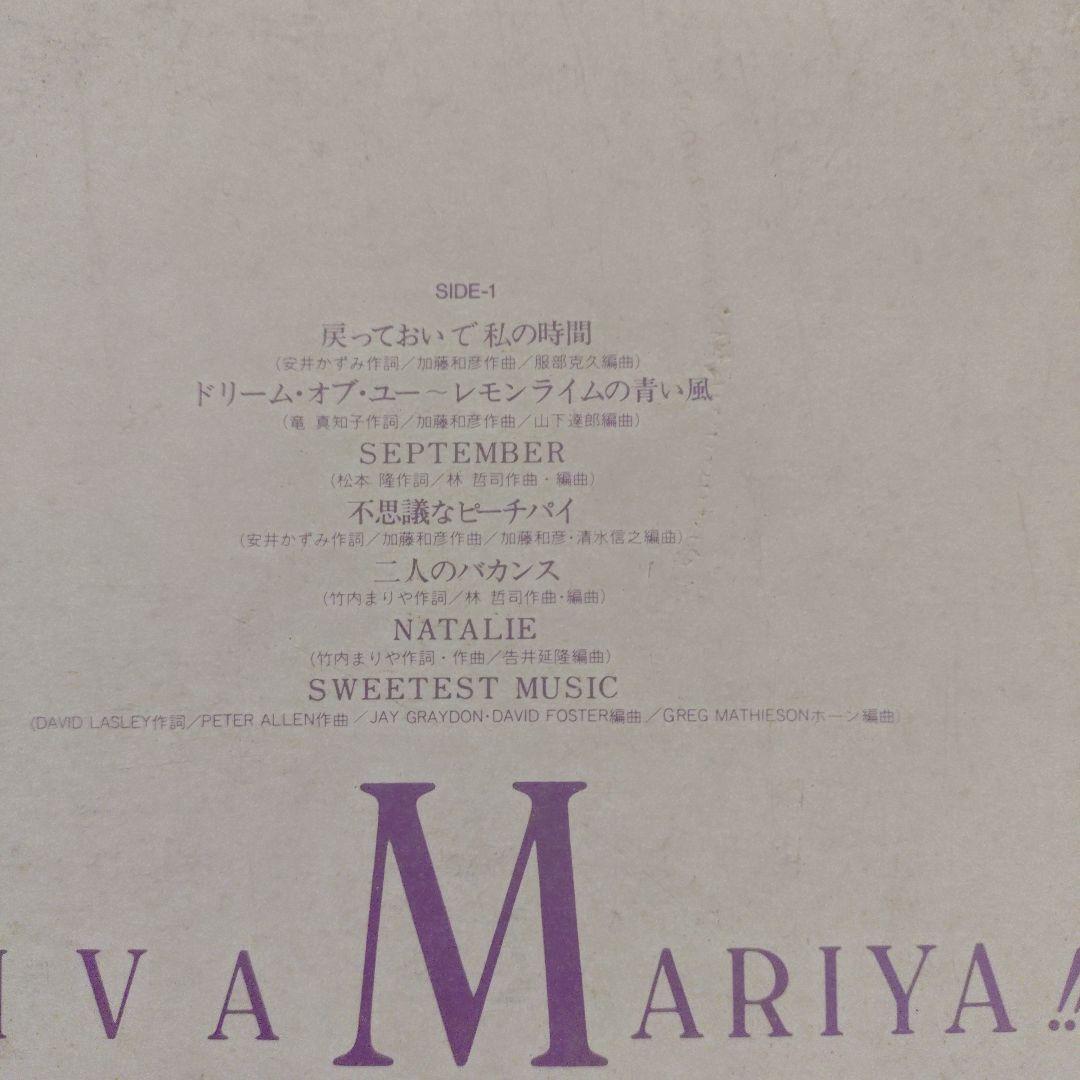 SIDE-1
戻っておいで 私の時間
(安井かずみ作詞／加藤和彦作曲／服部克久編曲)
ドリーム・オブ・ユー～レモンライムの青い風
(竜 真知子作詞／加藤和彦作曲／山下達郎編曲)
SEPTEMBER
(松本 隆作詞／林 哲司作曲・編曲)
不思議なピーチパイ
(安井かずみ作詞／加藤和彦作曲／加藤和彦・清水信之編曲)
二人のバカンス
(竹内まりや作詞／林 哲司作曲・編曲)
NATALIE
(竹内まりや作詞・作曲／告井延隆編曲)
SWEETEST MUSIC
(DAVID LASLEY作詞／PETER ALLEN作曲／JAY GRAYDON・DAVID FOSTER編曲／GREG MATHIESONホーン編曲)
IVA MARIYA!!